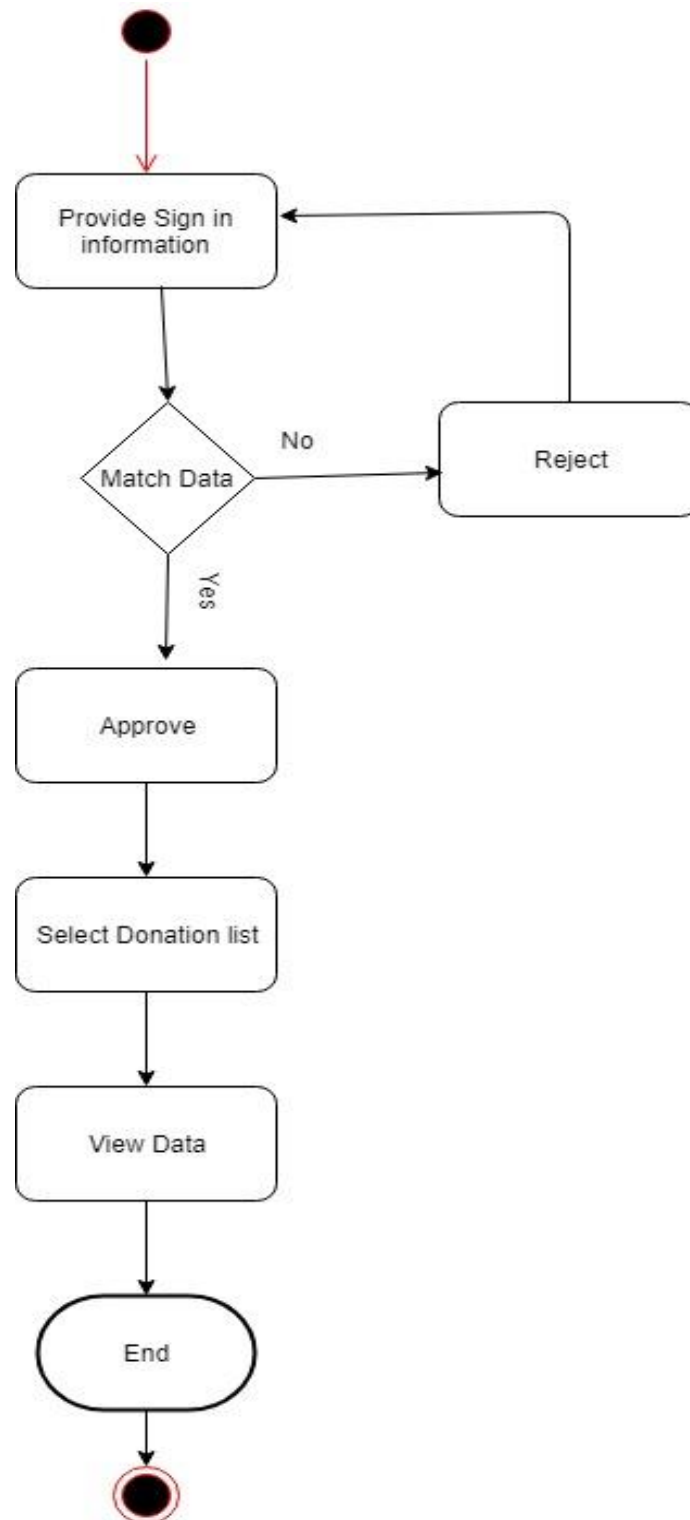 Provide Sign in
information
Match Data
No
Reject
Yes
Approve
Select Donation list
View Data
End